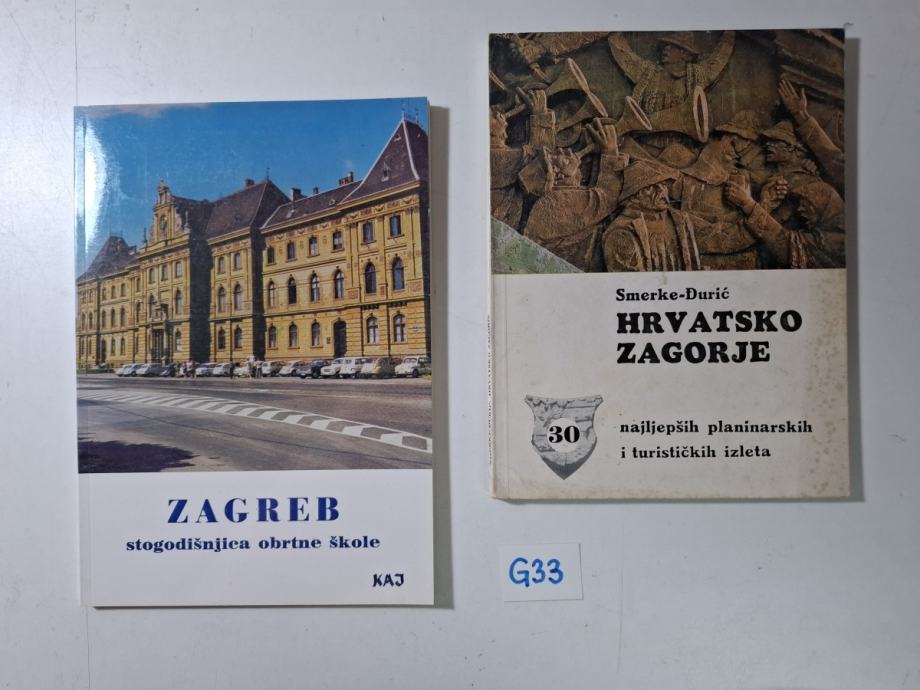 ZAGREB
stogodišnjica obrtne škole
KAJ
Smerke-Đurić
HRVATSKO
ZAGORJE
30
najljepših planinarskih
i turističkih izleta
G33